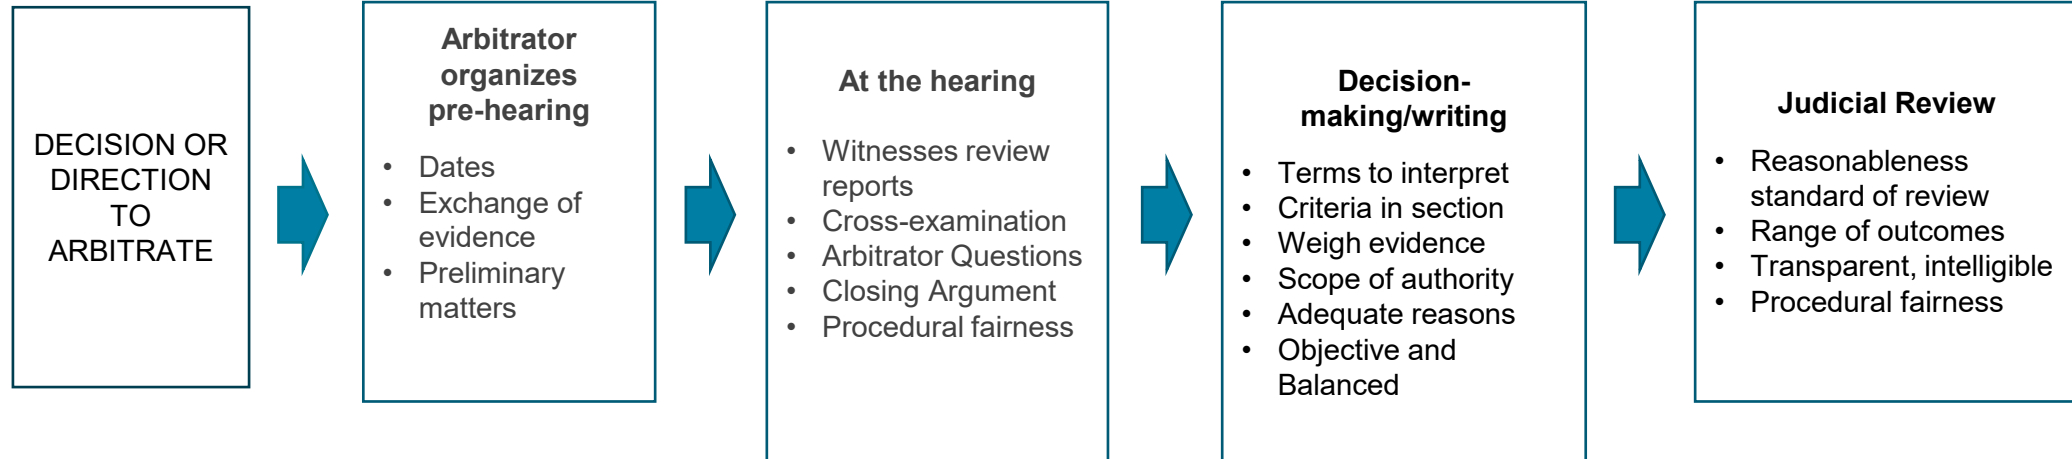 DECISION OR
DIRECTION
TO
ARBITRATE
Arbitrator
organizes
pre-hearing
• Dates
• Exchange of
evidence
• Preliminary
matters
At the hearing
• Witnesses review
reports
• Cross-examination
• Arbitrator Questions
• Closing Argument
• Procedural fairness
Decision-
making/writing
• Terms to interpret
• Criteria in section
• Weigh evidence
• Scope of authority
• Adequate reasons
• Objective and
Balanced
Judicial Review
• Reasonableness
standard of review
• Range of outcomes
• Transparent, intelligible
• Procedural fairness